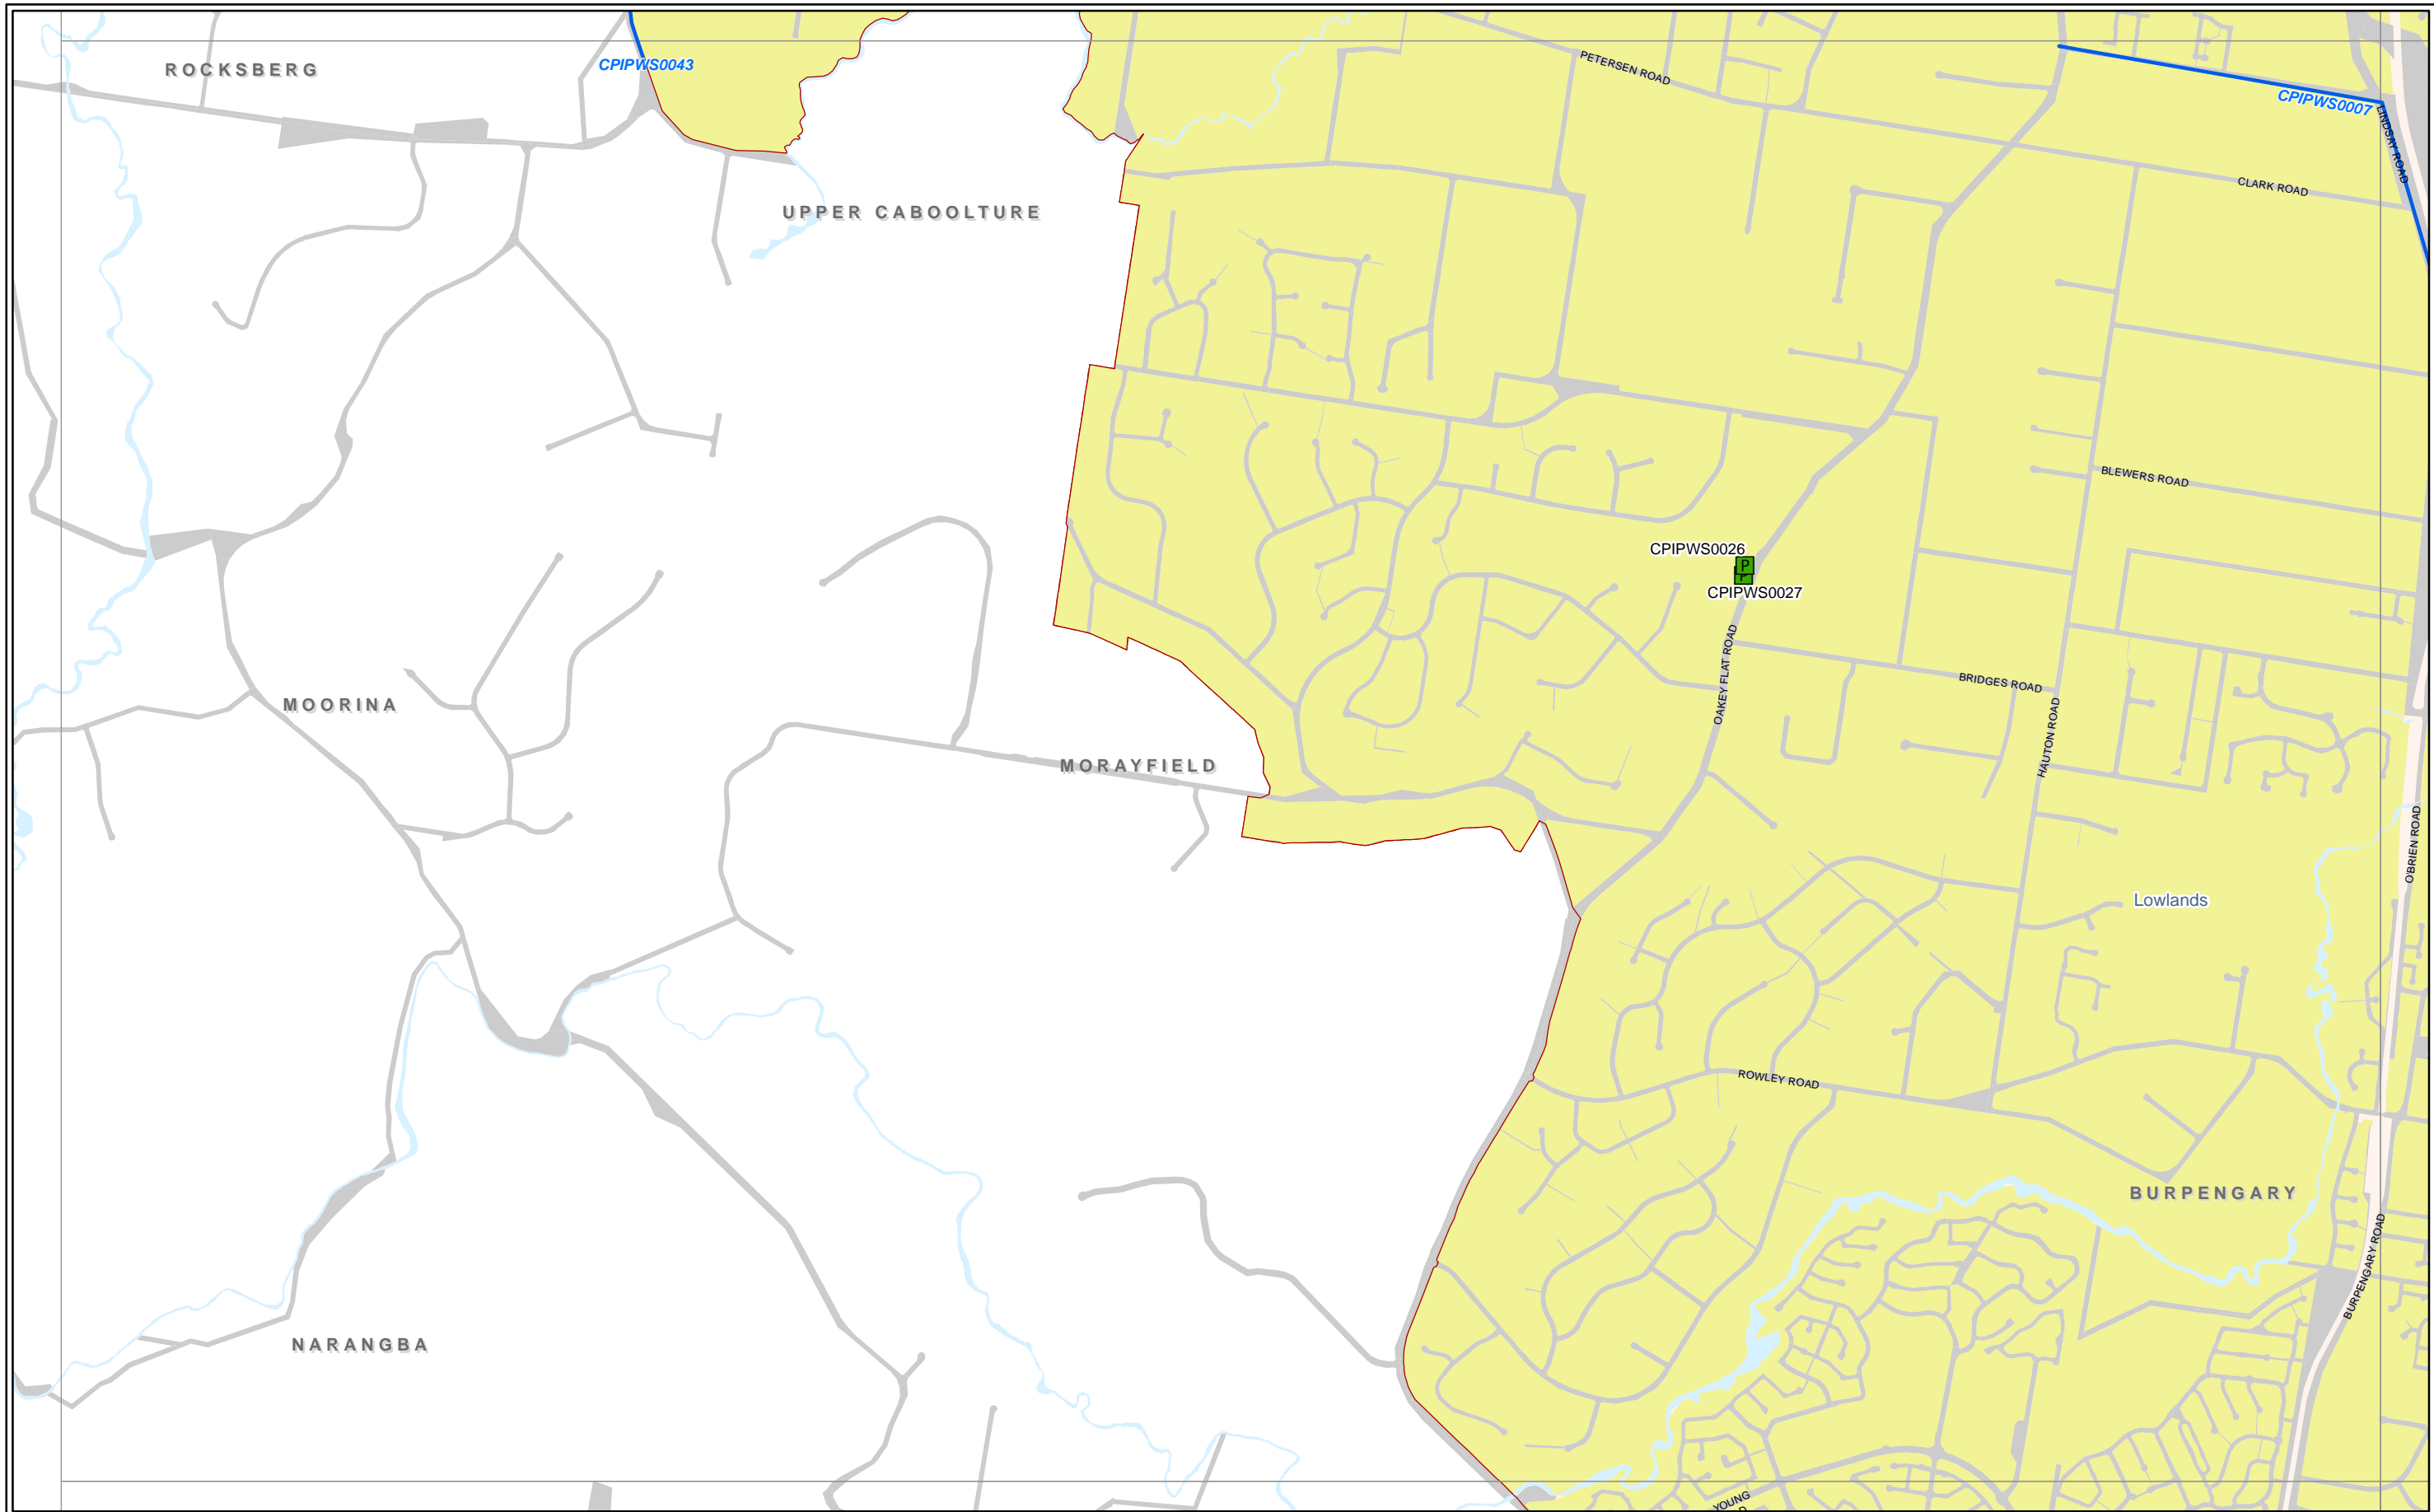 CPIPWS0043
ROCKSBERG
PETERSEN ROAD
CPIPWS0007
LINDSAY ROAD
CLARK ROAD
UPPER CABOOLTURE
BLEWERS ROAD
CPIPWS0026
P
CPIPWS0027
OAKEY FLAT ROAD
BRIDGES ROAD
HAUTON ROAD
MOORINA
MORAYFIELD
O'BRIEN ROAD
Lowlands
ROWLEY ROAD
BURPENGARY
BURPENGARY ROAD
NARANGBA
YOUNG